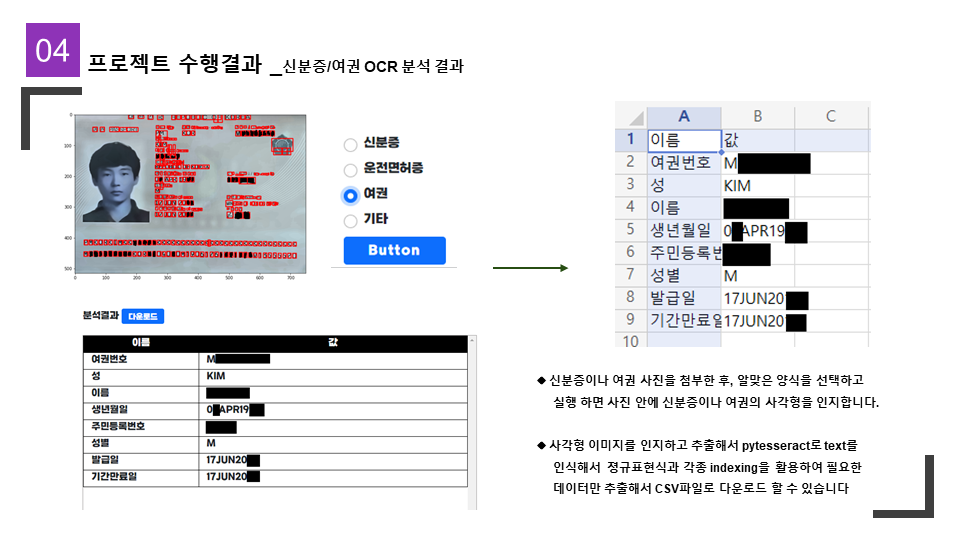 04
프로젝트 수행결과 _신분증/여권 OCR 분석 결과
0
100
200
300
400
500
0 100 200 300 400 500 600 700
신분증
운전면허증
여권
기타
Button
분석결과 다운로드
이름 값
여권번호 M
성 KIM
이름
생년월일 0 APR19
주민등록번호
성별 M
발급일 17JUN20
기간만료일 17JUN20
A B C
1 이름 값
2 여권번호 M
3 성 KIM
4 이름
5 생년월일 0 APR19
6 주민등록번
7 성별 M
8 발급일 17JUN20
9 기간만료일 17JUN20
10
◆ 신분증이나 여권 사진을 첨부한 후, 알맞은 양식을 선택하고
실행 하면 사진 안에 신분증이나 여권의 사각형을 인지합니다.
◆ 사각형 이미지를 인지하고 추출해서 pytesseract로 text를
인식해서 정규표현식과 각종 indexing을 활용하여 필요한
데이터만 추출해서 CSV파일로 다운로드 할 수 있습니다